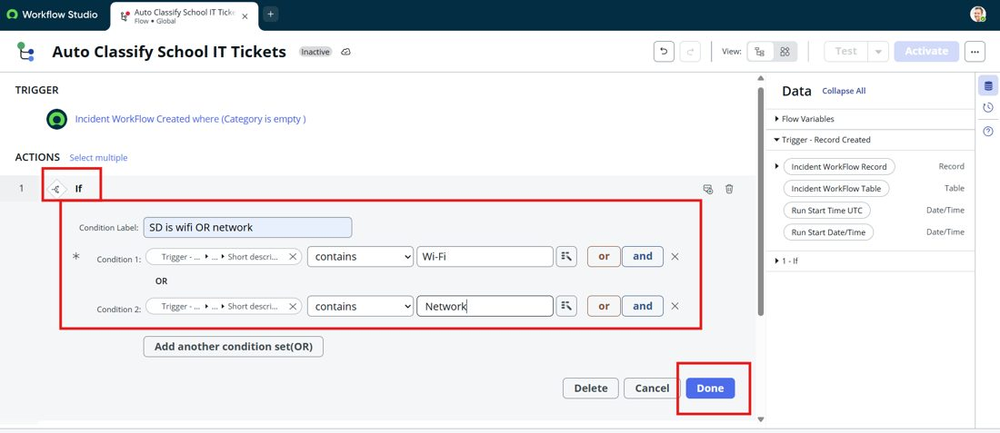 Workflow Studio
Auto Classify School IT Ticke
Flow • Global
Auto Classify School IT Tickets
Inactive
View:
Test
Activate
TRIGGER
Incident WorkFlow Created where (Category is empty )
ACTIONS
Select multiple
1
If
Condition Label:
SD is wifi OR network
* Condition 1:
Trigger - ... ▸ ... ▸ Short descri...
contains
Wi-Fi
or
and
OR
Condition 2:
Trigger - ... ▸ ... ▸ Short descri...
contains
Network
or
and
Add another condition set(OR)
Delete
Cancel
Done
Data
Collapse All
Flow Variables
Trigger - Record Created
Incident WorkFlow Record
Record
Incident WorkFlow Table
Table
Run Start Time UTC
Date/Time
Run Start Date/Time
Date/Time
1 - If